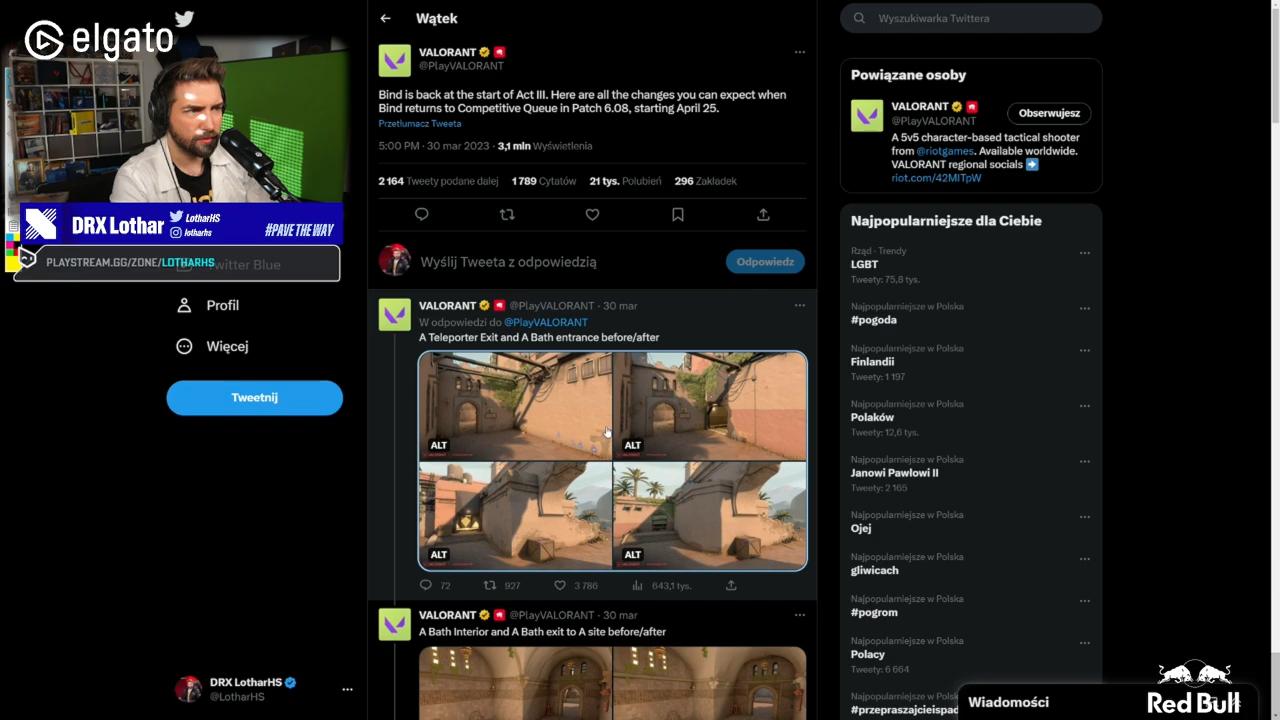 elgato
DRX Lothar
LotharHS
lotharhs
#PAVE THE WAY
PLAYSTREAM.GG/ZONE/LOTHARHS
Twitter Blue
Profil
Więcej
Tweetnij
DRX LotharHS
@LotharHS
Wątek
VALORANT
@PlayVALORANT
Bind is back at the start of Act III. Here are all the changes you can expect when
Bind returns to Competitive Queue in Patch 6.08, starting April 25.
Przetłumacz Tweeta
5:00 PM · 30 mar 2023 · 3,1 mln Wyświetlenia
2 164 Tweety podane dalej 1 789 Cytatów 21 tys. Polubień 296 Zakładek
Wyślij Tweeta z odpowiedzią
Odpowiedz
VALORANT @PlayVALORANT · 30 mar
W odpowiedzi do @PlayVALORANT
A Teleporter Exit and A Bath entrance before/after
ALT
ALT
ALT
ALT
72 927 3 786 643,1 tys.
VALORANT @PlayVALORANT · 30 mar
A Bath Interior and A Bath exit to A site before/after
Wyszukiwarka Twittera
Powiązane osoby
VALORANT
@PlayVALORANT
Obserwujesz
A 5v5 character-based tactical shooter
from @riotgames. Available worldwide.
VALORANT regional socials
riot.com/42MITpW
Najpopularniejsze dla Ciebie
Rząd · Trendy
LGBT
Tweety: 75,8 tys.
Najpopularniejsze w Polska
#pogoda
Najpopularniejsze w Polska
Finlandii
Tweety: 1 197
Najpopularniejsze w Polska
Polaków
Tweety: 12,6 tys.
Najpopularniejsze w Polska
Janowi Pawłowi II
Tweety: 2 165
Najpopularniejsze w Polska
Ojej
Najpopularniejsze w Polska
gliwicach
Najpopularniejsze w Polska
#pogrom
Najpopularniejsze w Polska
Polacy
Tweety: 6 664
Najpopularniejsze w Polska
#przepraszajcieispad
Wiadomości
Red Bull